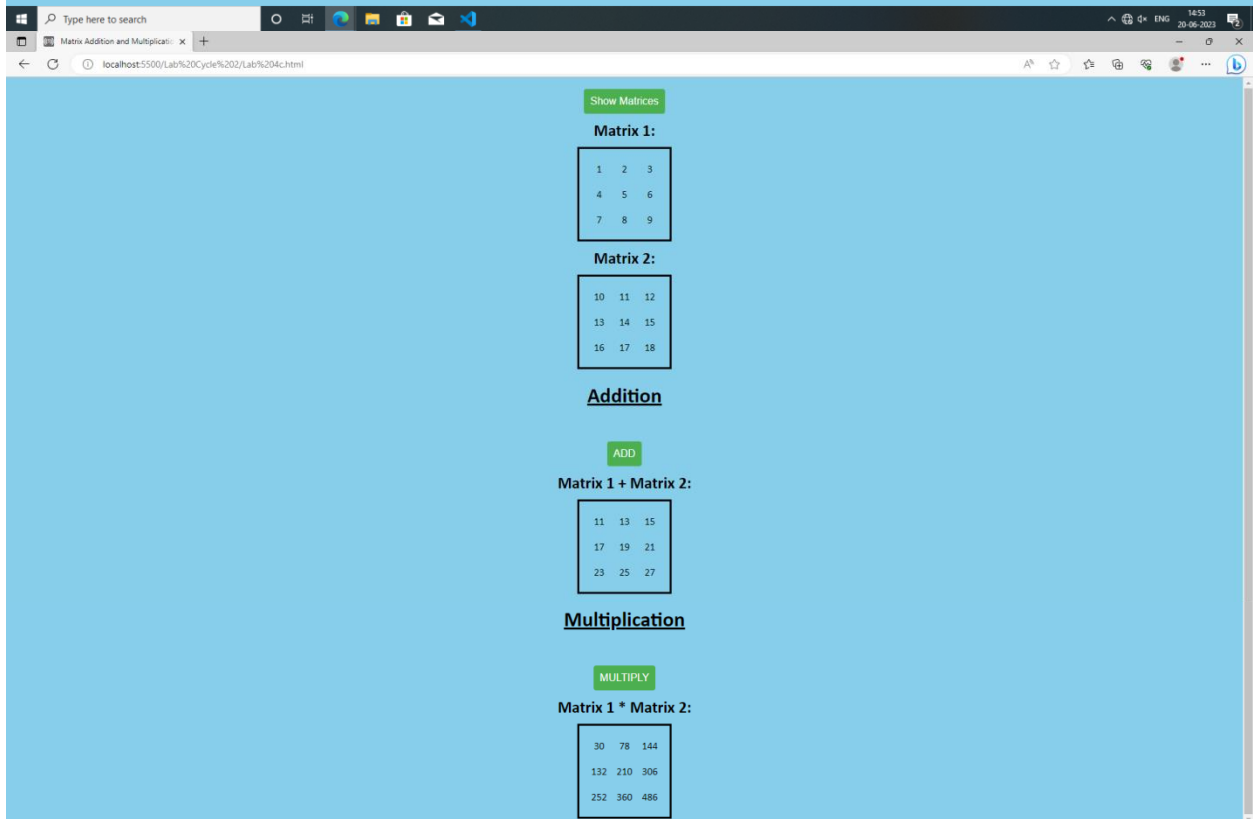 Type here to search
ENG
14:53
20-06-2023
2
Matrix Addition and Multiplicatio
localhost:5500/Lab%20Cycle%202/Lab%204c.html
Show Matrices
Matrix 1:
1 2 3
4 5 6
7 8 9
Matrix 2:
10 11 12
13 14 15
16 17 18
Addition
ADD
Matrix 1 + Matrix 2:
11 13 15
17 19 21
23 25 27
Multiplication
MULTIPLY
Matrix 1 * Matrix 2:
30 78 144
132 210 306
252 360 486